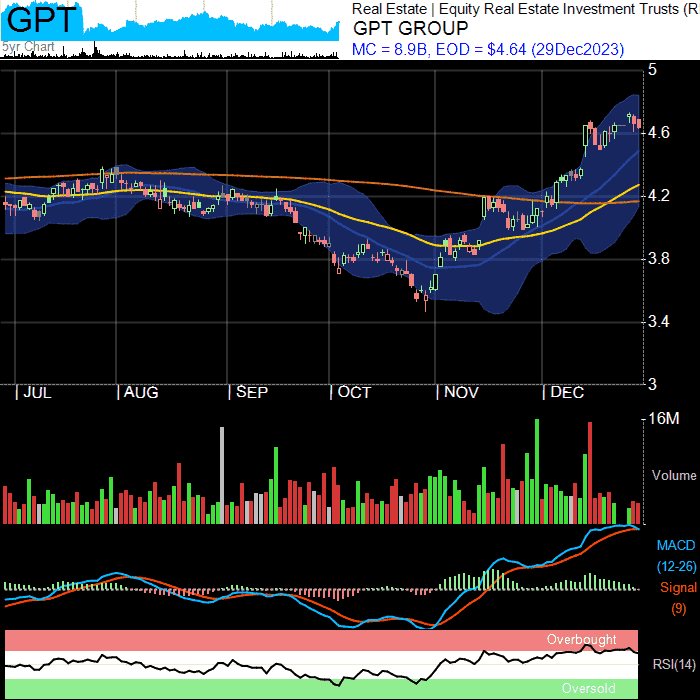 GPT
5yr Chart
Real Estate | Equity Real Estate Investment Trusts (R
GPT GROUP
MC = 8.9B, EOD = $4.64 (29Dec2023)
5
4.6
4.2
3.8
3.4
3
| JUL | AUG | SEP | OCT | NOV | DEC
16M
Volume
MACD
(12-26)
Signal
(9)
Overbought
RSI(14)
Oversold